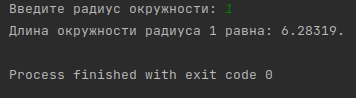 Введите радиус окружности: 1
Длина окружности радиуса 1 равна: 6.28319.
Process finished with exit code 0